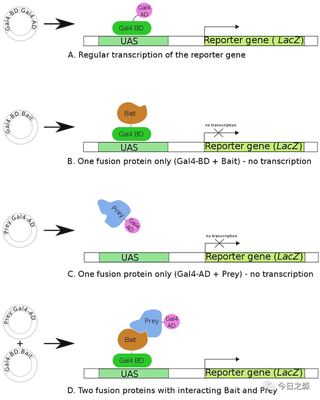 Gal4-BD Gal4-AD
Gal4 AD
Gal4 BD
UAS
Reporter gene (LacZ)
A. Regular transcription of the reporter gene
Gal4-BD Bait
Bait
Gal4 BD
no transcription
UAS
Reporter gene (LacZ)
B. One fusion protein only (Gal4-BD + Bait) - no transcription
Prey Gal4-AD
Prey
Gal4 AD
no transcription
UAS
Reporter gene (LacZ)
C. One fusion protein only (Gal4-AD + Prey) - no transcription
Prey Gal4-AD
+
Gal4-BD Bait
Prey
Gal4 AD
Bait
Gal4 BD
UAS
Reporter gene (LacZ)
D. Two fusion proteins with interacting Bait and Prey
今日之能